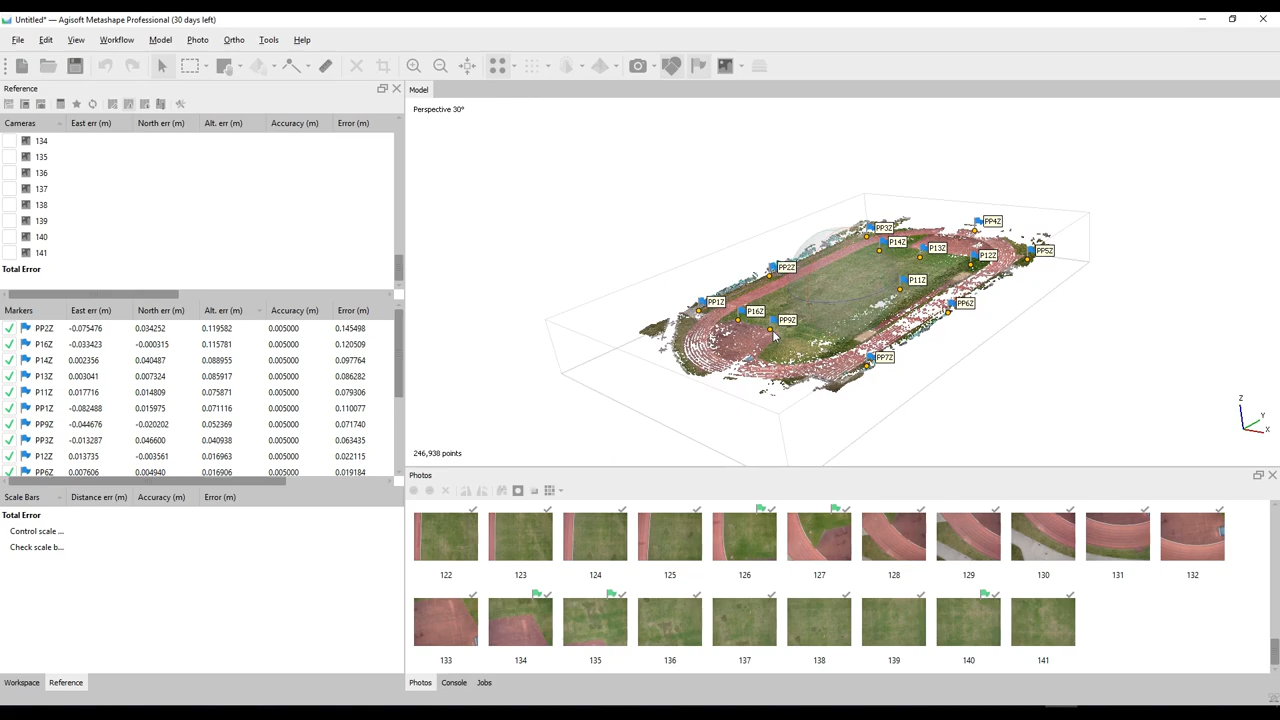 Untitled* — Agisoft Metashape Professional (30 days left)
File Edit View Workflow Model Photo Ortho Tools Help
Reference
Model
Cameras East err (m) North err (m) Alt. err (m) Accuracy (m) Error (m)
134
135
136
137
138
139
140
141
Total Error
Perspective 30°
PP3Z
PP4Z
P14Z
P13Z
PP5Z
P12Z
PP2Z
P11Z
PP1Z
PP6Z
P16Z
PP9Z
PP7Z
Z
Y
X
246,938 points
Markers East err (m) North err (m) Alt. err (m) Accuracy (m) Error (m)
PP2Z -0.075476 0.034252 0.119582 0.005000 0.145498
P16Z -0.033423 -0.000315 0.115781 0.005000 0.120509
P14Z 0.002356 0.040487 0.088955 0.005000 0.097764
P13Z 0.003041 0.007324 0.085917 0.005000 0.086282
P11Z 0.017716 0.014809 0.075871 0.005000 0.079306
PP1Z -0.082488 0.015975 0.071116 0.005000 0.110077
PP9Z -0.044676 -0.020202 0.052369 0.005000 0.071740
PP3Z -0.013287 0.046600 0.040938 0.005000 0.063435
P12Z 0.013735 -0.003561 0.016963 0.005000 0.022115
PP6Z 0.007606 0.004940 0.016906 0.005000 0.019184
Scale Bars Distance err (m) Accuracy (m) Error (m)
Total Error
Control scale ...
Check scale b...
Photos
122 123 124 125 126 127 128 129 130 131 132
133 134 135 136 137 138 139 140 141
Workspace Reference
Photos Console Jobs